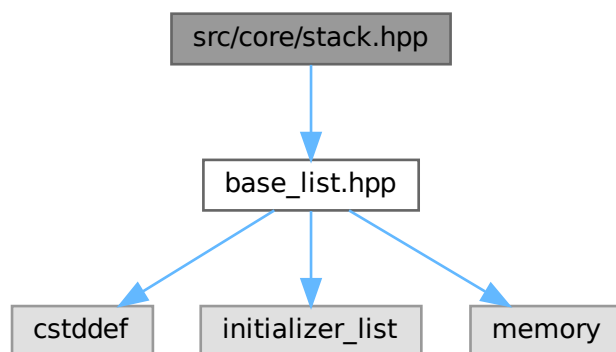 src/core/stack.hpp
base_list.hpp
cstddef
initializer_list
memory